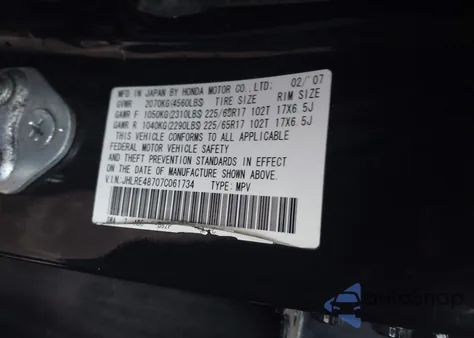 MFD. IN JAPAN BY HONDA MOTOR CO.,LTD. 02/'07
GVWR 2070KG(4560LBS) TIRE SIZE RIM SIZE
GAWR F 1050KG(2310LBS) 225/65R17 102T 17X6.5J
GAWR R 1040KG(2290LBS) 225/65R17 102T 17X6.5J
THIS VEHICLE CONFORMS TO ALL APPLICABLE
FEDERAL MOTOR VEHICLE SAFETY
AND THEFT PREVENTION STANDARDS IN EFFECT
ON THE DATE OF MANUFACTURE SHOWN ABOVE.
V.I.N.:JHLRE48707C061734 TYPE: MPV
SWA
autosnap